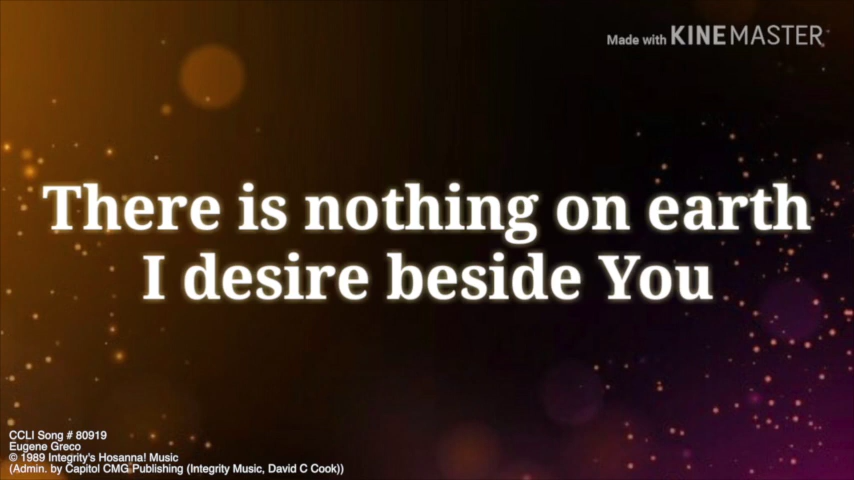 Made with KINEMASTER
There is nothing on earth
I desire beside You
CCLI Song # 80919
Eugene Greco
© 1989 Integrity's Hosanna! Music
(Admin. by Capitol CMG Publishing (Integrity Music, David C Cook))